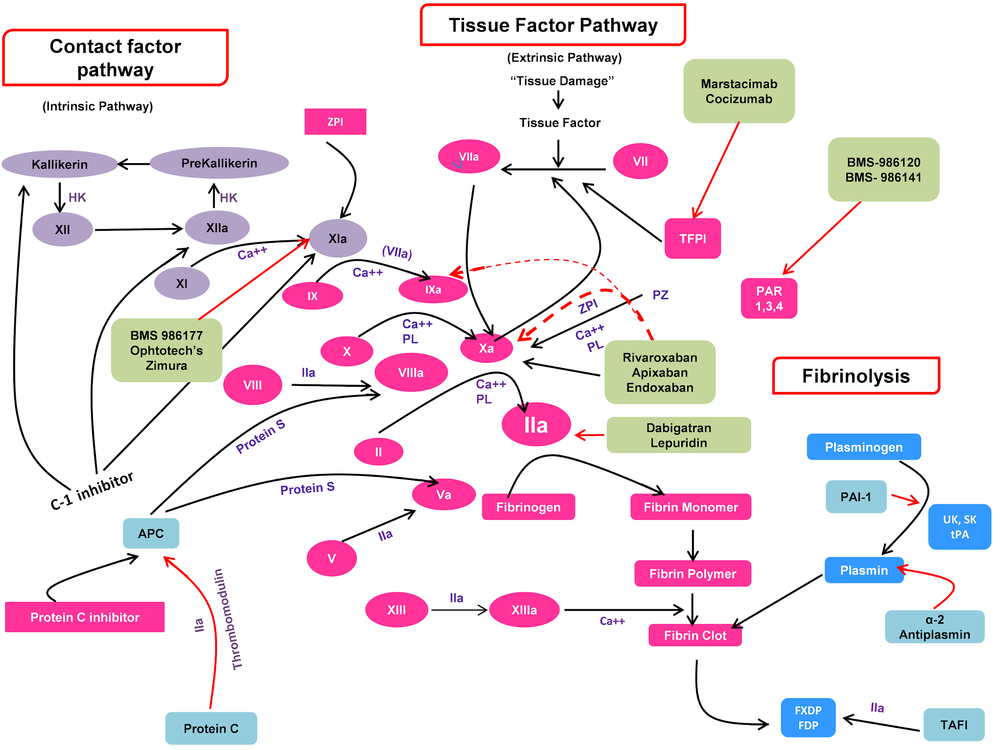 Tissue Factor Pathway
(Extrinsic Pathway)
“Tissue Damage”
Tissue Factor
Contact factor
pathway
(Intrinsic Pathway)
Marstacimab
Cocizumab
ZPI
Kallikerin
PreKallikerin
VIIa
VII
BMS-986120
BMS- 986141
HK
HK
XII
XIIa
XIa
TFPI
Ca++
(VIIa)
Ca++
XI
IX
IXa
ZPI
PZ
PAR
1,3,4
Ca++
PL
Ca++
PL
BMS 986177
Ophtotech’s
Zimura
X
Xa
Rivaroxaban
Apixaban
Endoxaban
VIII
IIa
VIIIa
Ca++
PL
Fibrinolysis
Protein S
II
IIa
Dabigatran
Lepuridin
Plasminogen
C-1 inhibitor
Protein S
Va
Fibrinogen
Fibrin Monomer
PAI-1
UK, SK
tPA
APC
V
IIa
Fibrin Polymer
Plasmin
Protein C inhibitor
IIa
Thrombomodulin
XIII
IIa
XIIIa
Ca++
Fibrin Clot
α-2
Antiplasmin
Protein C
FXDP
FDP
IIa
TAFI